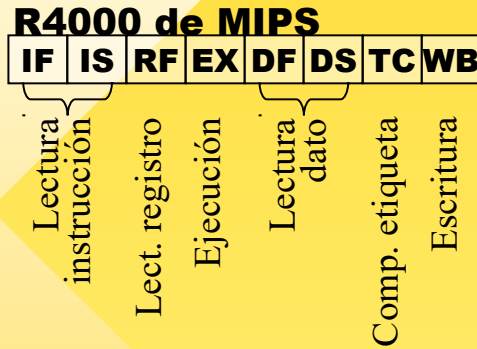 R4000 de MIPS
IF IS RF EX DF DS TC WB
Lectura
instrucción
Lect. registro
Ejecución
Lectura
dato
Comp. etiqueta
Escritura